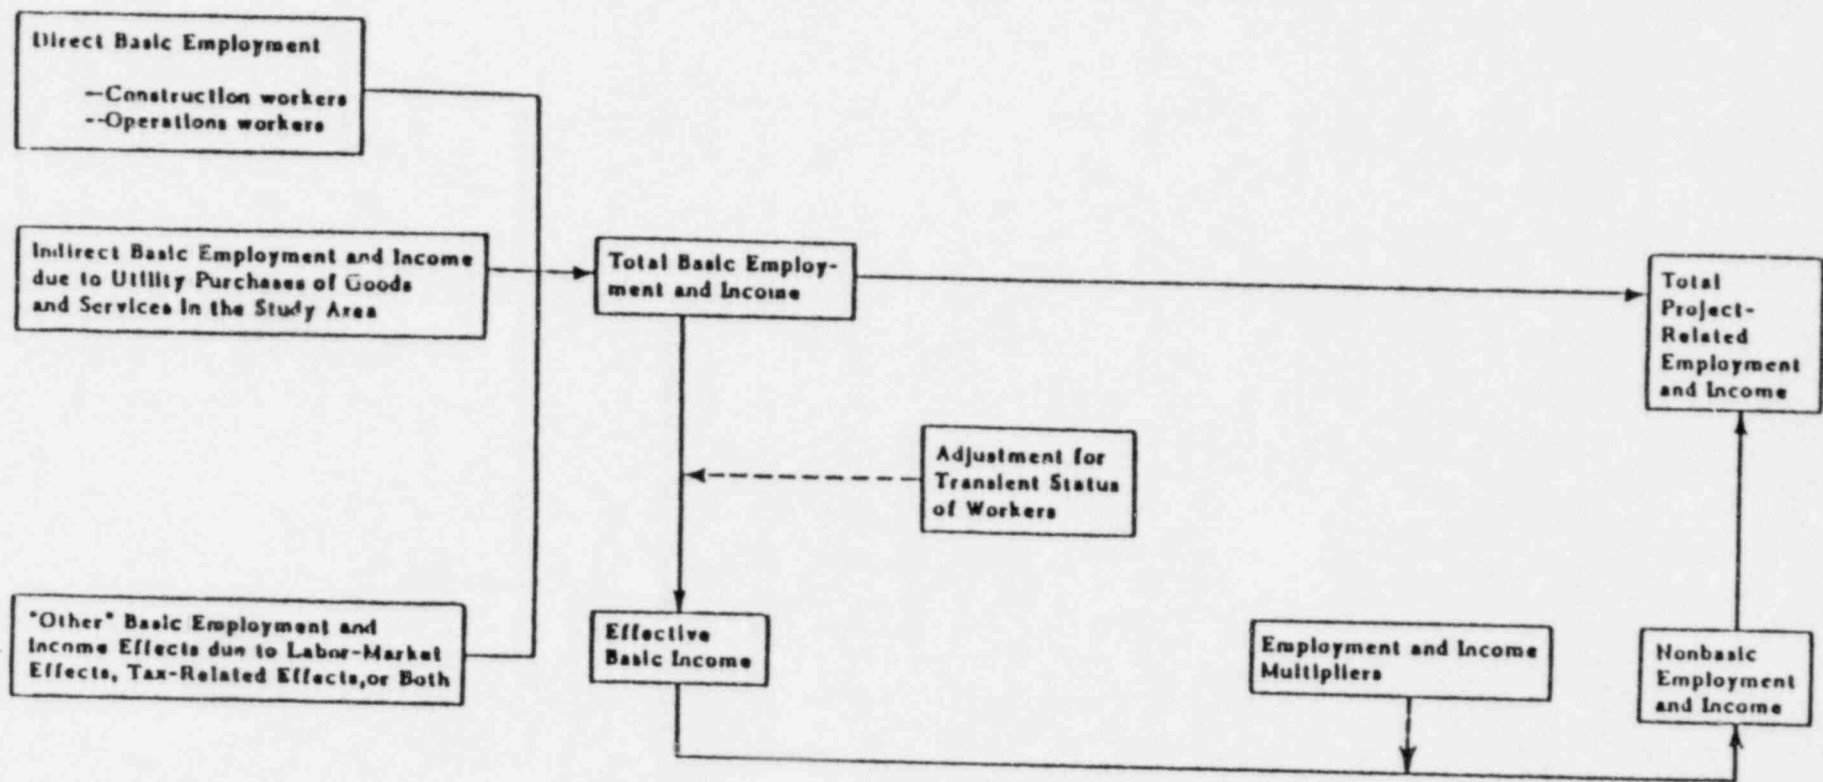 Direct Basic Employment
--Construction workers
--Operations workers
Indirect Basic Employment and Income
due to Utility Purchases of Goods
and Services in the Study Area
"Other" Basic Employment and
Income Effects due to Labor-Market
Effects, Tax-Related Effects, or Both
Total Basic Employ-
ment and Income
Adjustment for
Transient Status
of Workers
Effective
Basic Income
Employment and Income
Multipliers
Total
Project-
Related
Employment
and Income
Nonbasic
Employment
and Income